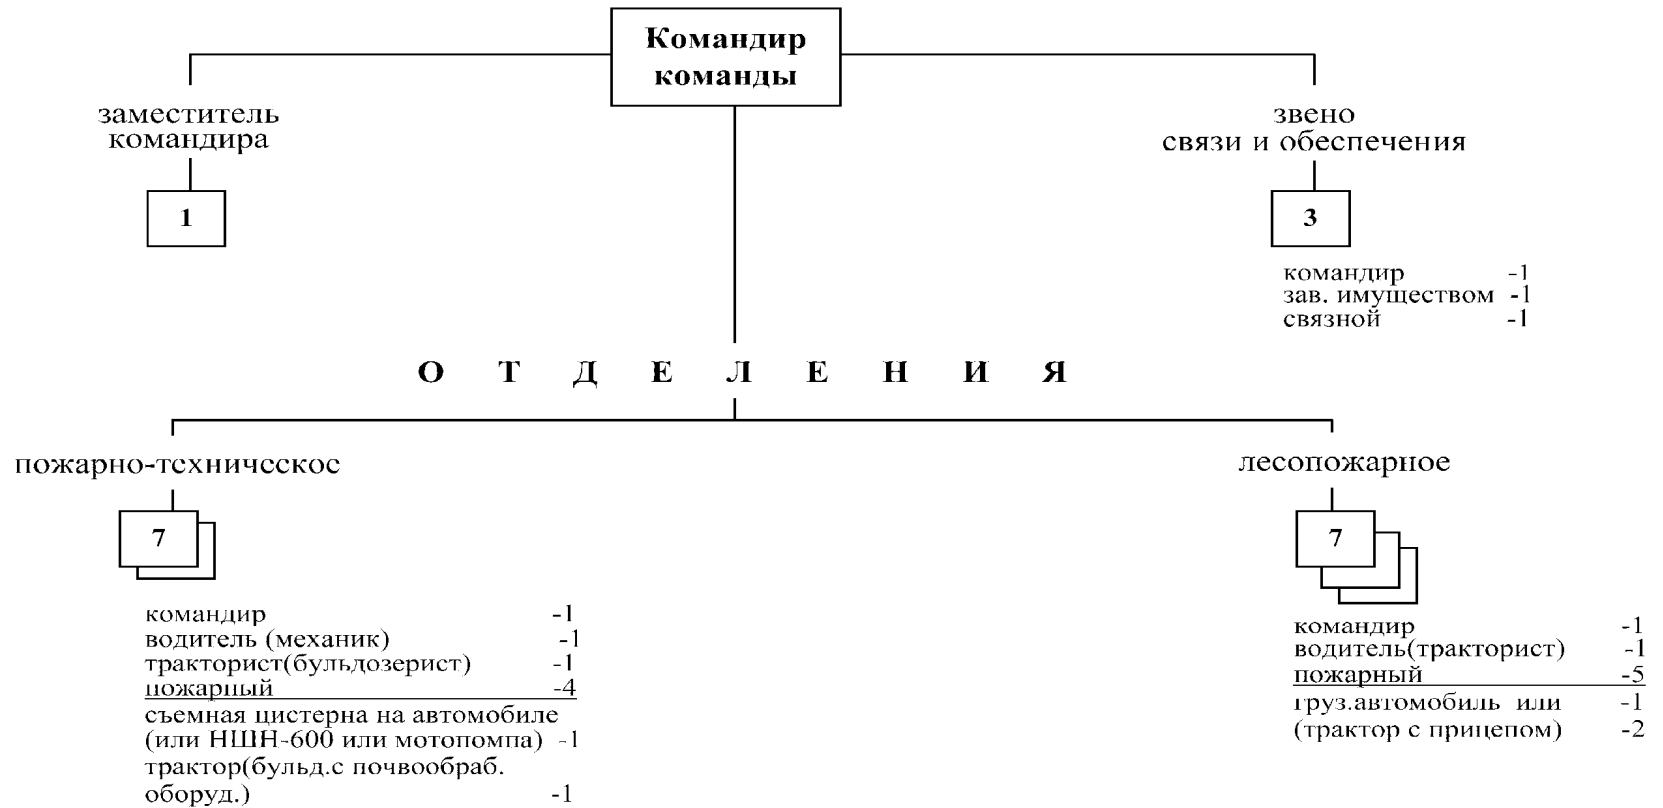 Командир
команды
заместитель
командира
1
звено
связи и обеспечения
3
командир -1
зав. имуществом -1
связной -1
О Т Д Е Л Е Н И Я
пожарно-техническое
7
командир -1
водитель (механик) -1
тракторист(бульдозерист) -1
пожарный -4
съемная цистерна на автомобиле
(или НШН-600 или мотопомпа) -1
трактор(бульд.с почвообраб.
оборуд.) -1
лесопожарное
7
командир -1
водитель(тракторист) -1
пожарный -5
груз.автомобиль или -1
(трактор с прицепом) -2